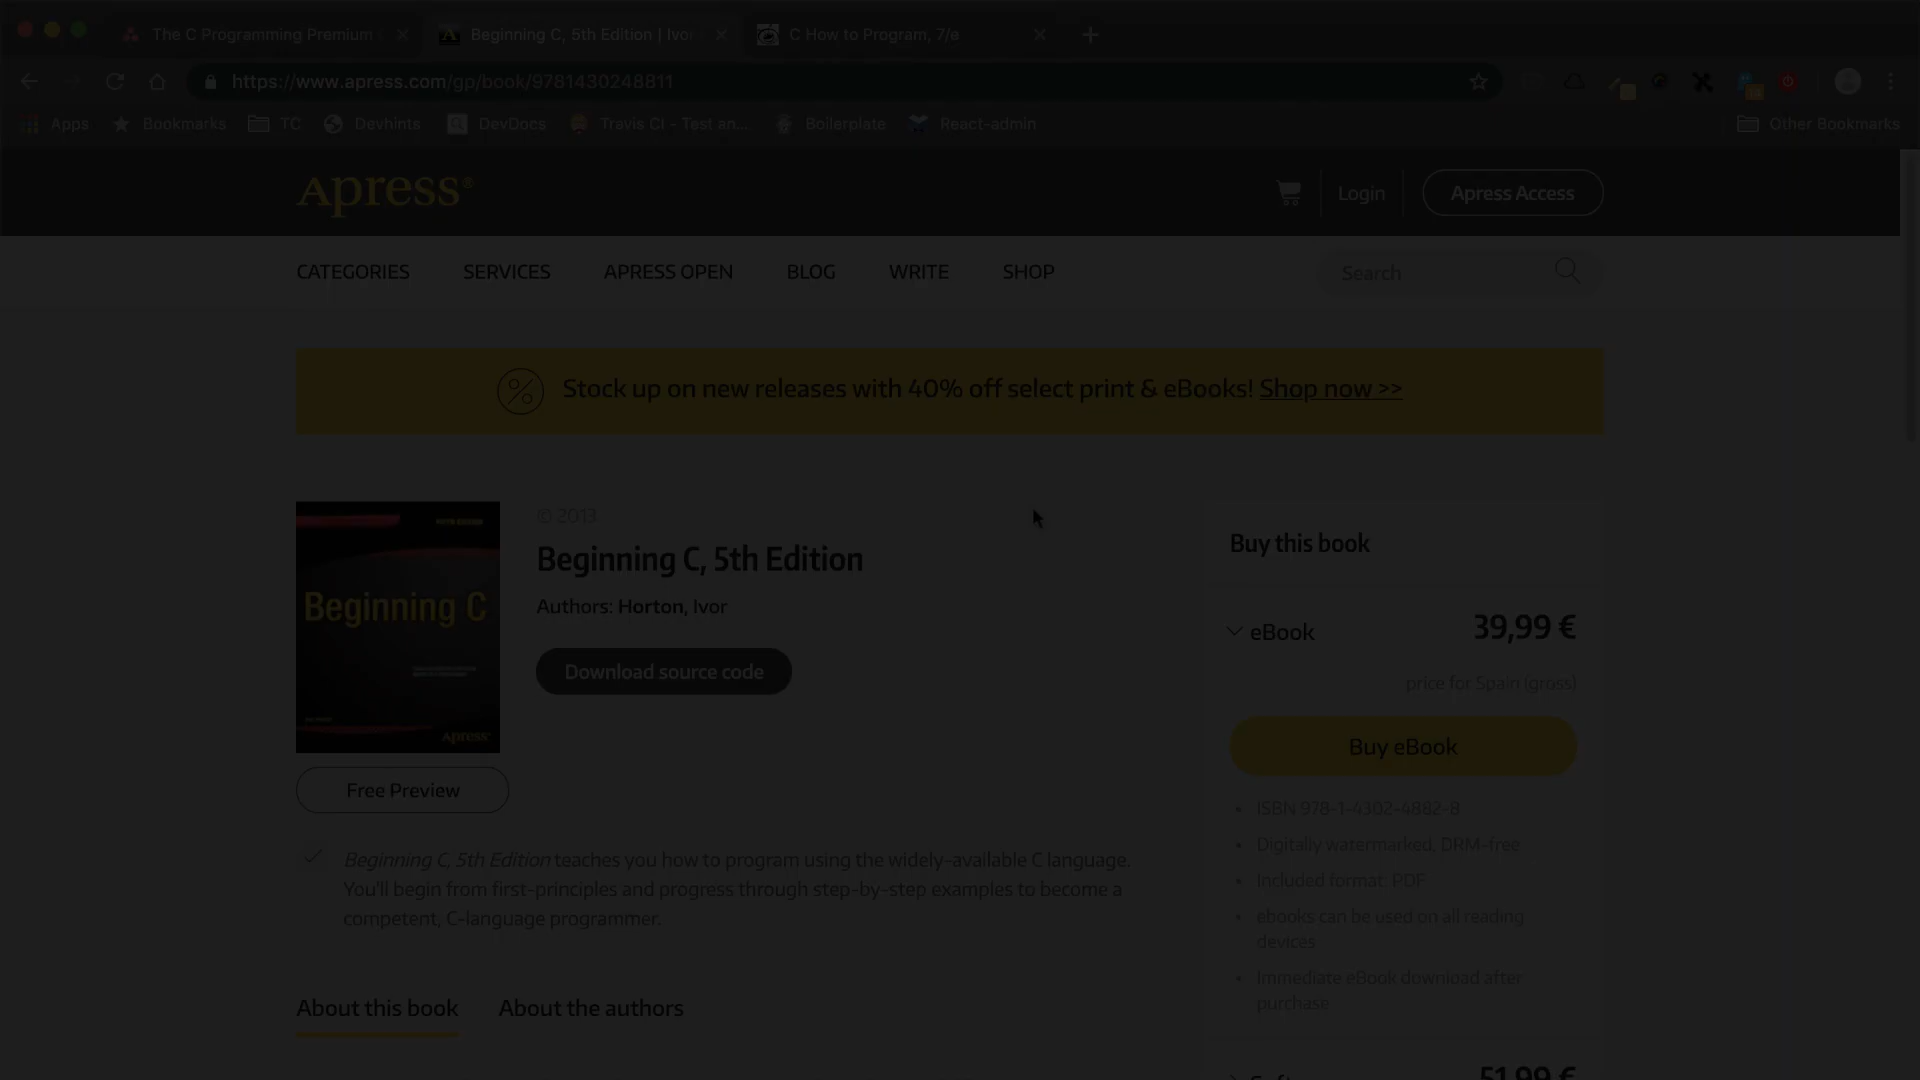 The C Programming Premium
Beginning C, 5th Edition | Ivor
C How to Program, 7/e
https://www.apress.com/gp/book/9781430248811
Apps
Bookmarks
TC
Devhints
DevDocs
Travis CI - Test an...
Boilerplate
React-admin
Other Bookmarks
Apress®
Login
Apress Access
CATEGORIES
SERVICES
APRESS OPEN
BLOG
WRITE
SHOP
Search
Stock up on new releases with 40% off select print & eBooks! Shop now >>
Beginning C
Apress®
Free Preview
© 2013
Beginning C, 5th Edition
Authors: Horton, Ivor
Download source code
Beginning C, 5th Edition teaches you how to program using the widely-available C language.
You'll begin from first-principles and progress through step-by-step examples to become a
competent, C-language programmer.
About this book
About the authors
Buy this book
eBook
39,99 €
price for Spain (gross)
Buy eBook
ISBN 978-1-4302-4882-8
Digitally watermarked, DRM-free
Included format: PDF
ebooks can be used on all reading
devices
Immediate eBook download after
purchase
51,99 €